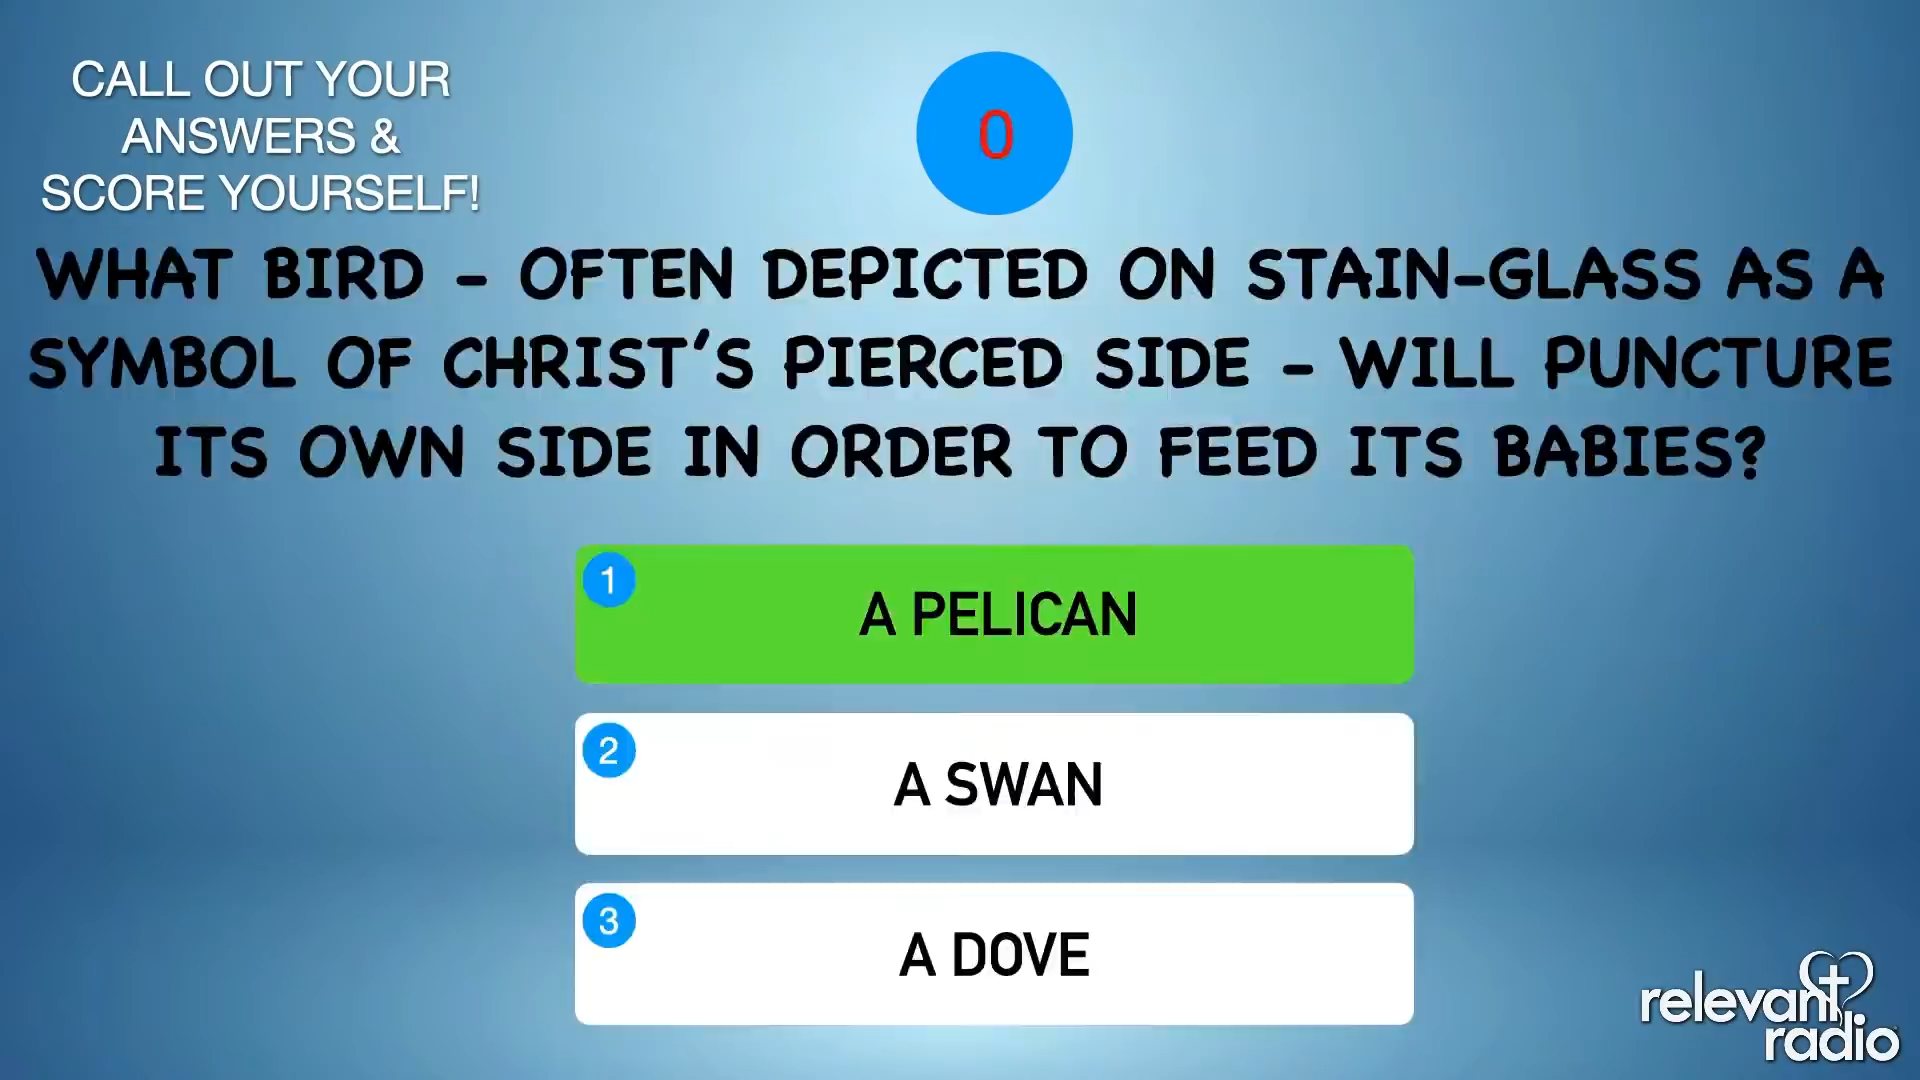 CALL OUT YOUR
ANSWERS &
SCORE YOURSELF!
0
WHAT BIRD - OFTEN DEPICTED ON STAIN-GLASS AS A
SYMBOL OF CHRIST'S PIERCED SIDE - WILL PUNCTURE
ITS OWN SIDE IN ORDER TO FEED ITS BABIES?
1
A PELICAN
2
A SWAN
3
A DOVE
relevant
radio